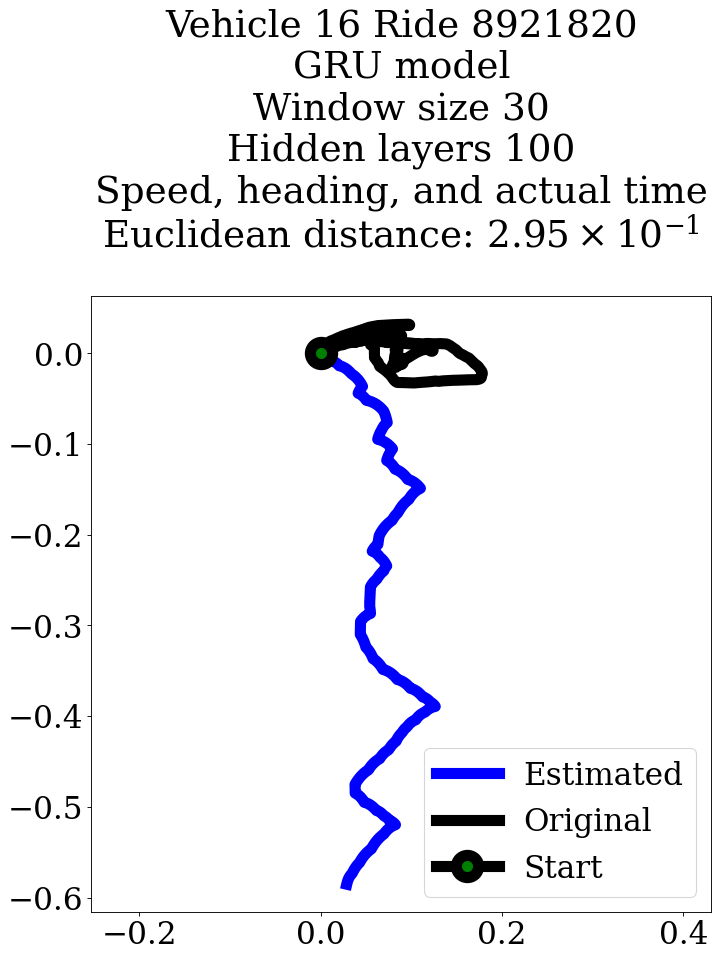 Vehicle 16 Ride 8921820
GRU model
Window size 30
Hidden layers 100
Speed, heading, and actual time
Euclidean distance: 2.95 × 10⁻¹
0.0
−0.1
−0.2
−0.3
−0.4
−0.5
−0.6
Estimated
Original
Start
−0.2 0.0 0.2 0.4